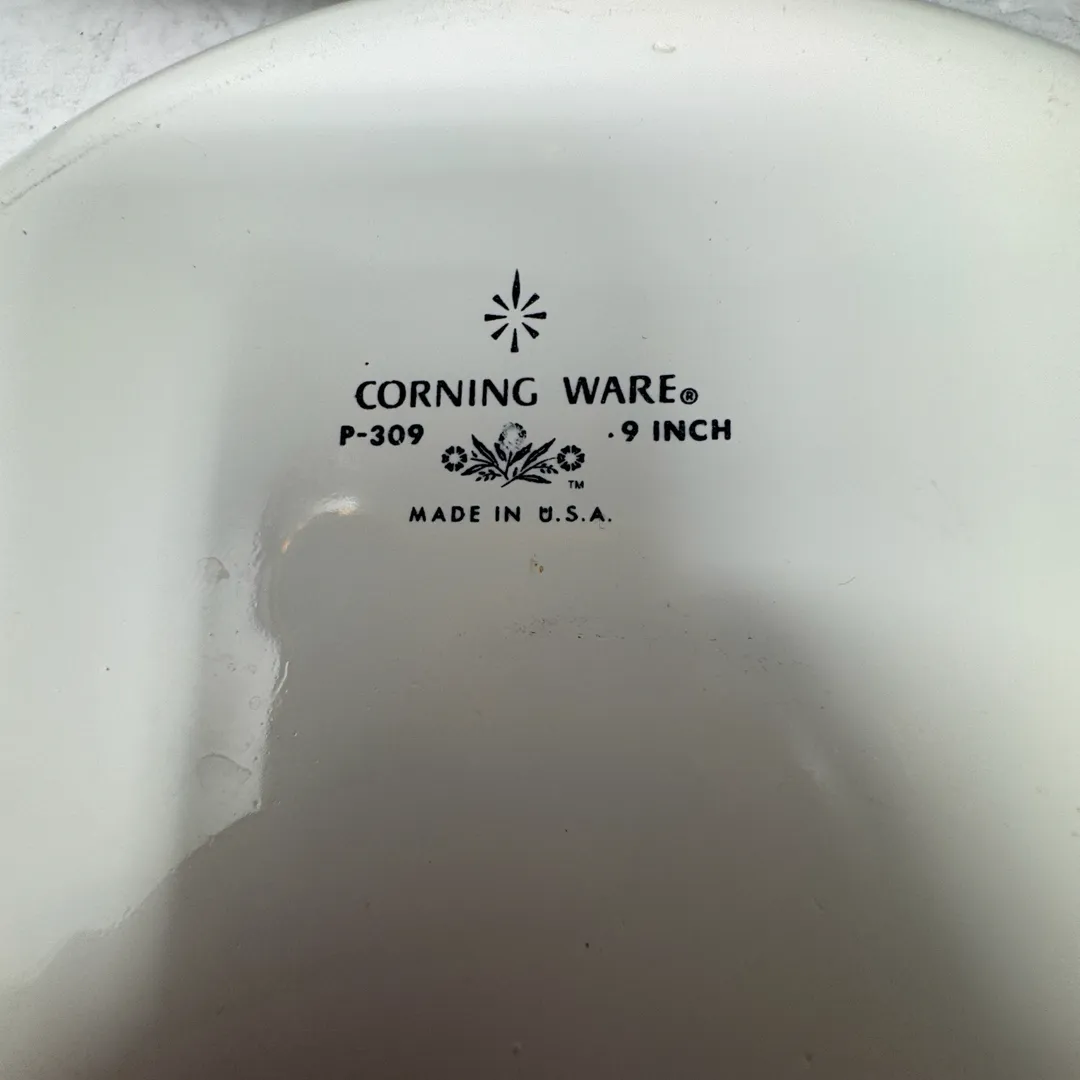 CORNING WARE®
P-309 . 9 INCH
TM
MADE IN U.S.A.